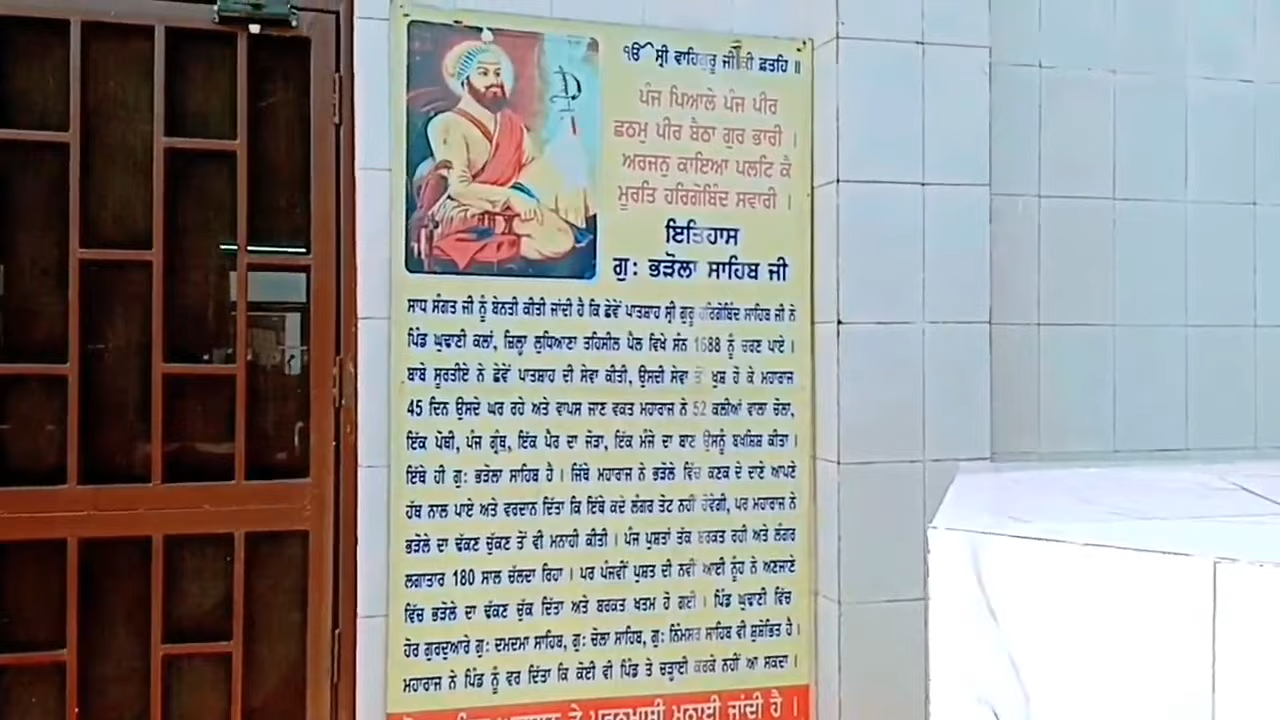 ੴ ਸ੍ਰੀ ਵਾਹਿਗੁਰੂ ਜੀ ਕੀ ਫ਼ਤਹਿ ॥
ਪੰਜ ਪਿਆਲੇ ਪੰਜ ਪੀਰ
ਛਠਮੁ ਪੀਰ ਬੈਠਾ ਗੁਰ ਭਾਰੀ ।
ਅਰਜਨੁ ਕਾਇਆ ਪਲਟਿ ਕੈ
ਮੂਰਤਿ ਹਰਿਗੋਬਿੰਦ ਸਵਾਰੀ ।
ਇਤਿਹਾਸ
ਗੁ: ਭੜੋਲਾ ਸਾਹਿਬ ਜੀ
ਸਾਧ ਸੰਗਤ ਜੀ ਨੂੰ ਬੇਨਤੀ ਕੀਤੀ ਜਾਂਦੀ ਹੈ ਕਿ ਛੇਵੇਂ ਪਾਤਸ਼ਾਹ ਸ੍ਰੀ ਗੁਰੂ ਹਰਿਗੋਬਿੰਦ ਸਾਹਿਬ ਜੀ ਨੇ
ਪਿੰਡ ਘੁਢਾਣੀ ਕਲਾਂ, ਜ਼ਿਲ੍ਹਾ ਲੁਧਿਆਣਾ ਤਹਿਸੀਲ ਪੈਲ ਵਿਖੇ ਸੰਨ 1688 ਨੂੰ ਚਰਣ ਪਾਏ ।
ਬਾਬੇ ਸੂਰਤੀਏ ਨੇ ਛੇਵੇਂ ਪਾਤਸ਼ਾਹ ਦੀ ਸੇਵਾ ਕੀਤੀ, ਉਸਦੀ ਸੇਵਾ ਤੋਂ ਖੁਸ਼ ਹੋ ਕੇ ਮਹਾਰਾਜ
45 ਦਿਨ ਉਸਦੇ ਘਰ ਰਹੇ ਅਤੇ ਵਾਪਸ ਜਾਣ ਵਕਤ ਮਹਾਰਾਜ ਨੇ 52 ਕਲੀਆਂ ਵਾਲਾ ਚੋਲਾ,
ਇੱਕ ਪੋਥੀ, ਪੰਜ ਗ੍ਰੰਥ, ਇੱਕ ਪੈਰ ਦਾ ਜੋੜਾ, ਇੱਕ ਮੰਜੇ ਦਾ ਬਾਣ ਉਸਨੂੰ ਬਖਸ਼ਿਸ਼ ਕੀਤਾ ।
ਇੱਥੇ ਹੀ ਗੁ: ਭੜੋਲਾ ਸਾਹਿਬ ਹੈ । ਜਿੱਥੇ ਮਹਾਰਾਜ ਨੇ ਭੜੋਲੇ ਵਿੱਚ ਕਣਕ ਦੇ ਦਾਣੇ ਆਪਣੇ
ਹੱਥ ਨਾਲ ਪਾਏ ਅਤੇ ਵਰਦਾਨ ਦਿੱਤਾ ਕਿ ਇੱਥੇ ਕਦੇ ਲੰਗਰ ਤੋਟ ਨਹੀਂ ਹੋਵੇਗੀ, ਪਰ ਮਹਾਰਾਜ ਨੇ
ਭੜੋਲੇ ਦਾ ਢੱਕਣ ਚੁੱਕਣ ਤੋਂ ਵੀ ਮਨਾਹੀ ਕੀਤੀ । ਪੰਜ ਪੁਸ਼ਤਾਂ ਤੱਕ ਬਰਕਤ ਰਹੀ ਅਤੇ ਲੰਗਰ
ਲਗਾਤਾਰ 180 ਸਾਲ ਚੱਲਦਾ ਰਿਹਾ । ਪਰ ਪੰਜਵੀਂ ਪੁਸ਼ਤ ਦੀ ਨਵੀਂ ਆਈ ਨੂੰਹ ਨੇ ਅਣਜਾਣੇ
ਵਿੱਚ ਭੜੋਲੇ ਦਾ ਢੱਕਣ ਚੁੱਕ ਦਿੱਤਾ ਅਤੇ ਬਰਕਤ ਖਤਮ ਹੋ ਗਈ । ਪਿੰਡ ਘੁਢਾਣੀ ਵਿੱਚ
ਹੋਰ ਗੁਰਦੁਆਰੇ ਗੁ: ਦਮਦਮਾ ਸਾਹਿਬ, ਗੁ: ਚੋਲਾ ਸਾਹਿਬ, ਗੁ: ਨਿੰਮਸਰ ਸਾਹਿਬ ਵੀ ਸ਼ੁਸ਼ੋਭਿਤ ਹੈ ।
ਮਹਾਰਾਜ ਨੇ ਪਿੰਡ ਨੂੰ ਵਰ ਦਿੱਤਾ ਕਿ ਕੋਈ ਵੀ ਪਿੰਡ ਤੇ ਚੜ੍ਹਾਈ ਕਰਕੇ ਨਹੀਂ ਆ ਸਕਦਾ ।
ਤੇ ਪੂਰਨਮਾਸ਼ੀ ਮਨਾਈ ਜਾਂਦੀ ਹੈ ।